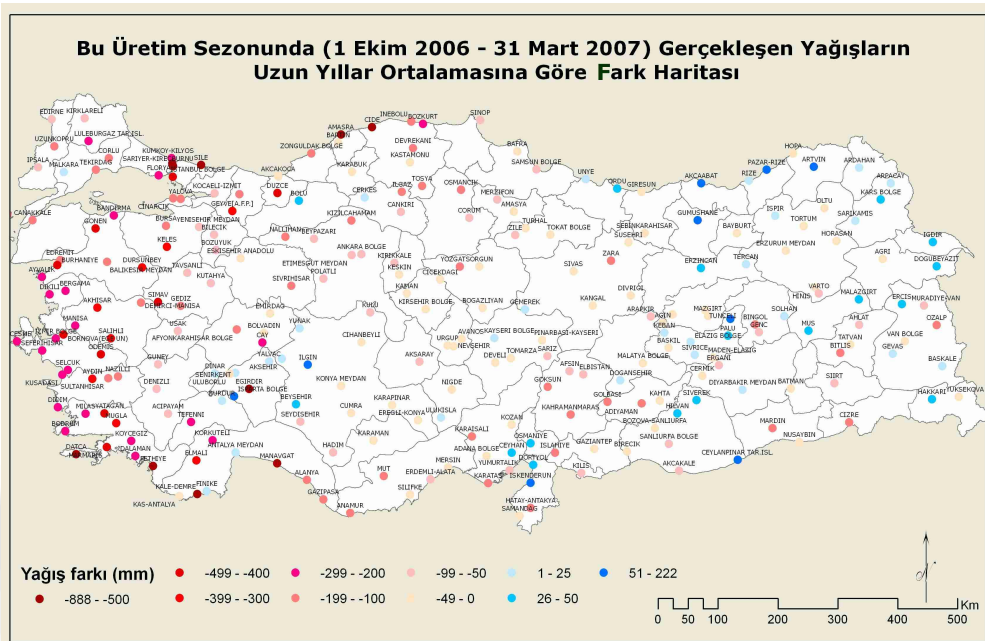 Bu Üretim Sezonunda (1 Ekim 2006 - 31 Mart 2007) Gerçekleşen Yağışların
Uzun Yıllar Ortalamasına Göre Fark Haritası
EDIRNE KIRKLARELI
LULEBURGAZ TAR.ISL.
UZUNKOPRU
CORLU
IPSALA
MALKARA
TEKIRDAG
KUMKOY-KILYOS
SILE
FLORYA
KOCAELI-IZMIT
YALOVA
CINARCIK
CANAKKALE
BANDIRMA
GONEN
BURSA
YENISEHIR MEYDAN
BILECIK
BOZUYUK
ESKISEHIR ANADOLU
KELES
EDREMIT
BURHANIYE
DURSUNBEY
BALIKESIR MEYDAN
TAVSANLI
KUTAHYA
AYVALIK
DIKILI
BERGAMA
AKHISAR
SIMAV
GEDIZ
DEMIRCI-MANISA
MANISA
SALIHLI
USAK
AFYONKARAHISAR BOLGE
ODEMIS
SEFERIHISAR
SELCUK
KUSADASI
SULTANHISAR
AYDIN
NAZILLI
GUNEY
DENIZLI
DIDIM
MILAS
YATAGAN
MUGLA
BODRUM
DATCA
KOYCEGIZ
DALAMAN
FETHIYE
ACIPAYAM
TEFENNI
KORKUTELI
ELMALI
ANTALYA MEYDAN
KALE-DEMRE
FINIKE
KAS-ANTALYA
MANAVGAT
ALANYA
GAZIPASA
ANAMUR
DINAR
SENIRKENT
ULUBORLU
BURDUR
EGIRDIR
YALVAC
AKSEHIR
EMIRDAG
BOLVADIN
CAY
YUNAK
ILGIN
BEYSEHIR
SEYDISEHIR
KONYA MEYDAN
CUMRA
KARAPINAR
EREGLI-KONYA
KARAMAN
HADIM
MUT
SILIFKE
ERDEMLI-ALATA
MERSIN
CIHANBEYLI
KULU
AKSARAY
NIGDE
ULUKISLA
AKCAKOCA
DUZCE
BOLU
GEYVE[A.F.P.]
ZONGULDAK BOLGE
AMASRA
CIDE
INEBOLU
BOZKURT
SINOP
DEVREKANI
KASTAMONU
KARABUK
CERKES
ILGAZ
TOSYA
CANKIRI
KIZILCAHAMAM
NALLIHAN
BEYPAZARI
ANKARA BOLGE
ETIMESGUT MEYDAN
POLATLI
SIVRIHISAR
KIRIKKALE
KESKIN
KAMAN
CICEKDAGI
KIRSEHIR BOLGE
YOZGAT
SORGUN
BOGAZLIYAN
OSMANCIK
CORUM
MERZIFON
AMASYA
BAFRA
SAMSUN BOLGE
TURHAL
ZILE
TOKAT BOLGE
UNYE
ORDU
GIRESUN
SEBINKARAHISAR
SUSEHRI
SIVAS
ZARA
GEMEREK
KANGAL
DIVRIGI
AVANOS
KAYSERI BOLGE
URGUP
NEVSEHIR
DEVELI
TOMARZA
PINARBASI-KAYSERI
SARIZ
AFSIN
ELBISTAN
GOKSUN
KAHRAMANMARAS
KOZAN
KARAISALI
ADANA BOLGE
CEYHAN
YUMURTALIK
KARATAS
OSMANIYE
DORTYOL
ISKENDERUN
ISLAHIYE
HATAY-ANTAKYA
SAMANDAG
KILIS
GAZIANTEP
BIRECIK
SANLIURFA BOLGE
AKCAKALE
BOZOVA-SANLIURFA
HILVAN
SIVEREK
ADIYAMAN
GOLBASI
KAHTA
DOGANSEHIR
MALATYA BOLGE
ARAPKIR
AGIN
KEBAN
BASKIL
SIVRICE
ELAZIG BOLGE
MADEN-ELAZIG
ERGANI
CERMIK
PALU
TUNCELI
MAZGIRT
BINGOL
GENC
DIYARBAKIR MEYDAN
BATMAN
MARDIN
NUSAYBIN
CEYLANPINAR TAR.ISL.
CIZRE
SIIRT
BITLIS
TATVAN
MUS
SOLHAN
VARTO
HINIS
MALAZGIRT
AHLAT
ERCIS
MURADIYE-VAN
OZALP
VAN BOLGE
GEVAS
BASKALE
HAKKARI
YUKSEKOVA
AKCAABAT
PAZAR-RIZE
RIZE
HOPA
ARTVIN
ARDAHAN
ARPACAY
KARS BOLGE
SARIKAMIS
IGDIR
DOGUBEYAZIT
AGRI
HORASAN
OLTU
TORTUM
ISPIR
ERZURUM MEYDAN
BAYBURT
GUMUSHANE
TERCAN
ERZINCAN
Yağış farkı (mm)
-888 - -500
-499 - -400
-399 - -300
-299 - -200
-199 - -100
-99 - -50
-49 - 0
1 - 25
26 - 50
51 - 222
Km
0 50 100 200 300 400 500